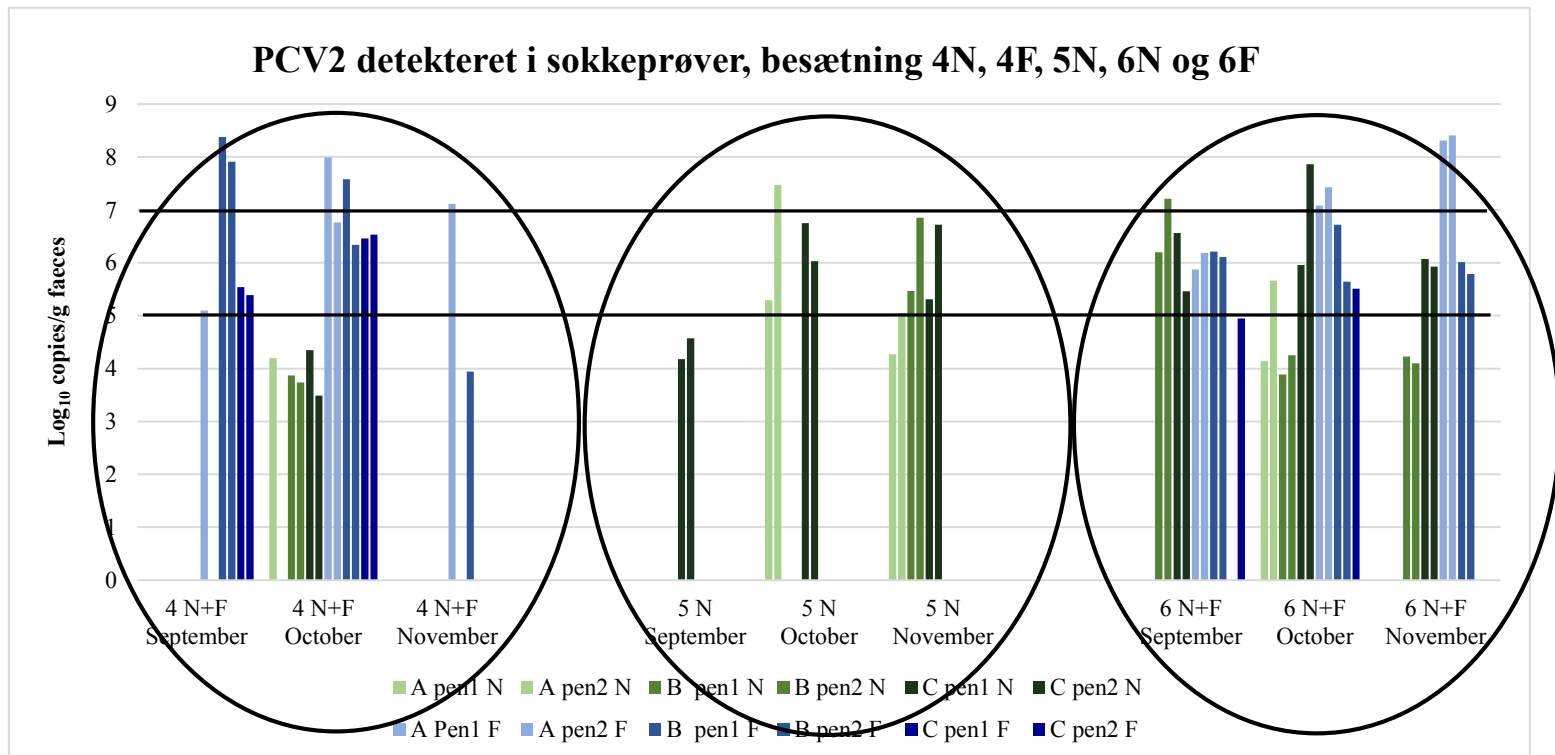 PCV2 detekteret i sokkeprøver, besætning 4N, 4F, 5N, 6N og 6F
Log10 copies/g faeces
9
8
7
6
5
4
3
2
1
0
4 N+F September
4 N+F October
4 N+F November
5 N September
5 N October
5 N November
6 N+F September
6 N+F October
6 N+F November
A pen1 N A pen2 N B pen1 N B pen2 N C pen1 N C pen2 N
A Pen1 F A pen2 F B pen1 F B pen2 F C pen1 F C pen2 F